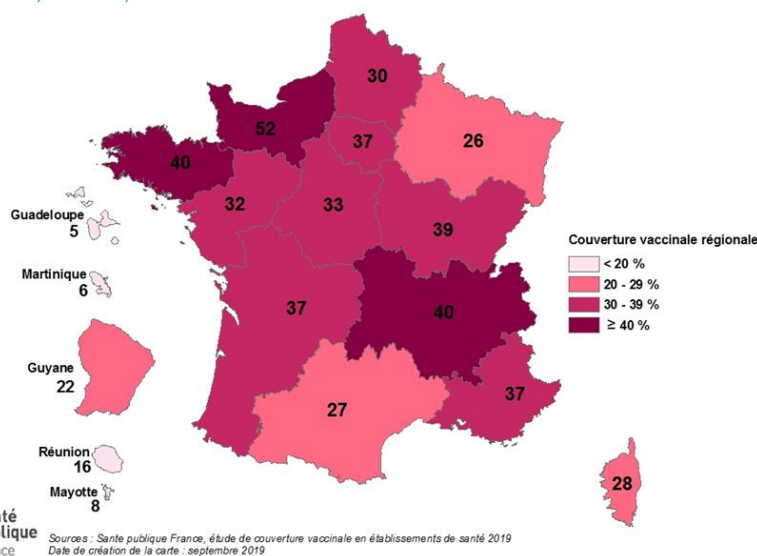 30
52
37
26
40
32
33
39
Guadeloupe
5
Couverture vaccinale régionale
< 20 %
20 - 29 %
30 - 39 %
≥ 40 %
Martinique
6
37
40
Guyane
22
37
27
Réunion
16
28
Mayotte
8
Sources : Sante publique France, étude de couverture vaccinale en établissements de santé 2019
Date de création de la carte : septembre 2019